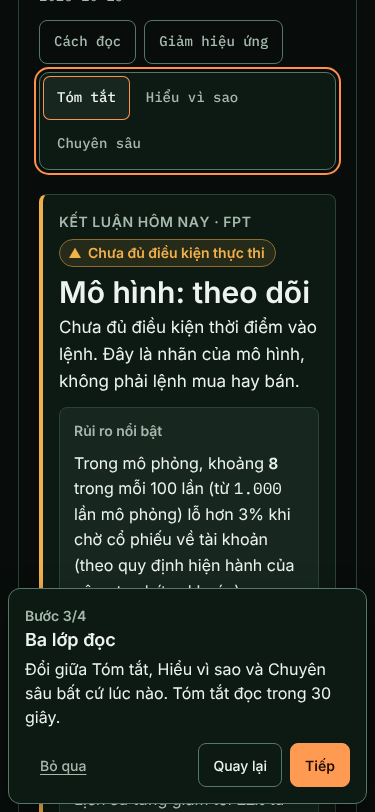 Cách đọc
Giảm hiệu ứng
Tóm tắt
Hiểu vì sao
Chuyên sâu
KẾT LUẬN HÔM NAY · FPT
▲ Chưa đủ điều kiện thực thi
Mô hình: theo dõi
Chưa đủ điều kiện thời điểm vào
lệnh. Đây là nhãn của mô hình,
không phải lệnh mua hay bán.
Rủi ro nổi bật
Trong mô phỏng, khoảng 8
trong mỗi 100 lần (từ 1.000
lần mô phỏng) lỗ hơn 3% khi
chờ cổ phiếu về tài khoản
(theo quy định hiện hành của
Bước 3/4
Ba lớp đọc
Đổi giữa Tóm tắt, Hiểu vì sao và Chuyên
sâu bất cứ lúc nào. Tóm tắt đọc trong 30
giây.
Bỏ qua
Quay lại
Tiếp